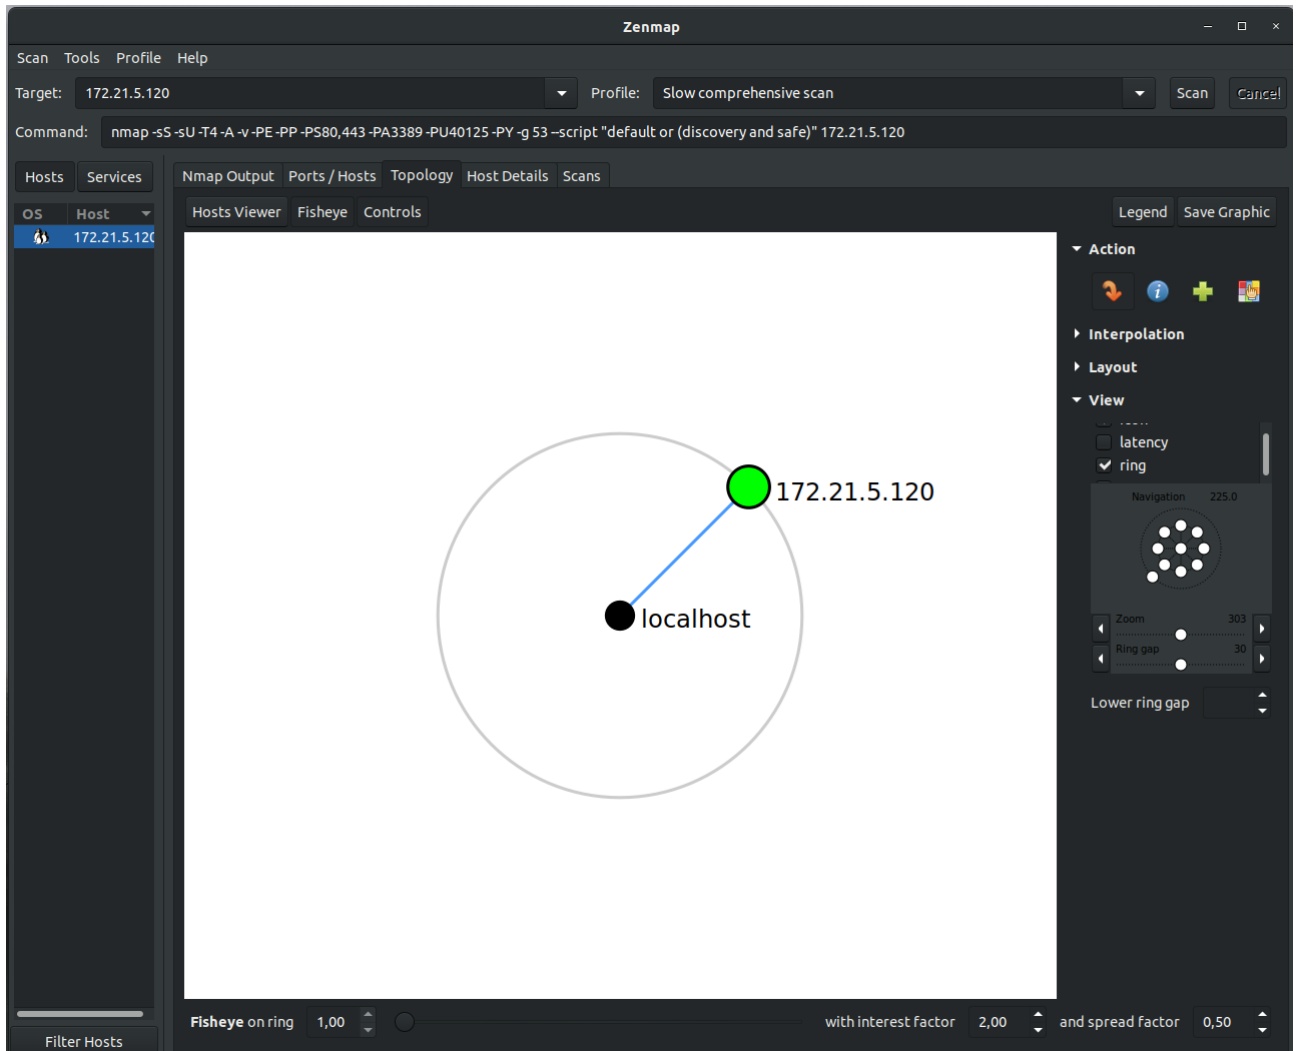 Zenmap
Scan Tools Profile Help
Target: 172.21.5.120 Profile: Slow comprehensive scan Scan Cancel
Command: nmap -sS -sU -T4 -A -v -PE -PP -PS80,443 -PA3389 -PU40125 -PY -g 53 --script "default or (discovery and safe)" 172.21.5.120
Hosts Services Nmap Output Ports / Hosts Topology Host Details Scans
OS Host Hosts Viewer Fisheye Controls Legend Save Graphic
172.21.5.120
Action
Interpolation
Layout
View
latency
ring
Navigation 225.0
172.21.5.120
localhost
Zoom 303
Ring gap 30
Lower ring gap
Fisheye on ring 1,00 with interest factor 2,00 and spread factor 0,50
Filter Hosts